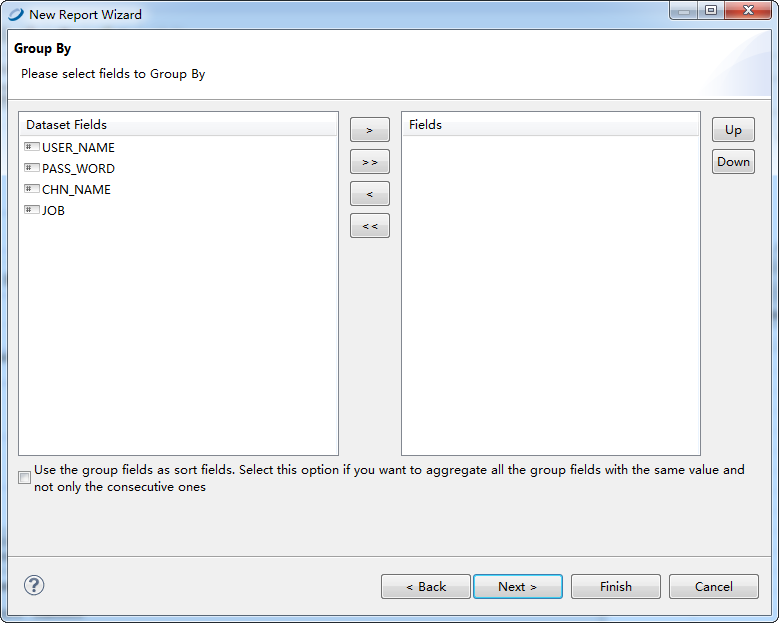 New Report Wizard
Group By
Please select fields to Group By
Dataset Fields
USER_NAME
PASS_WORD
CHN_NAME
JOB
>
>>
<
<<
Fields
Up
Down
Use the group fields as sort fields. Select this option if you want to aggregate all the group fields with the same value and
not only the consecutive ones
?
< Back
Next >
Finish
Cancel